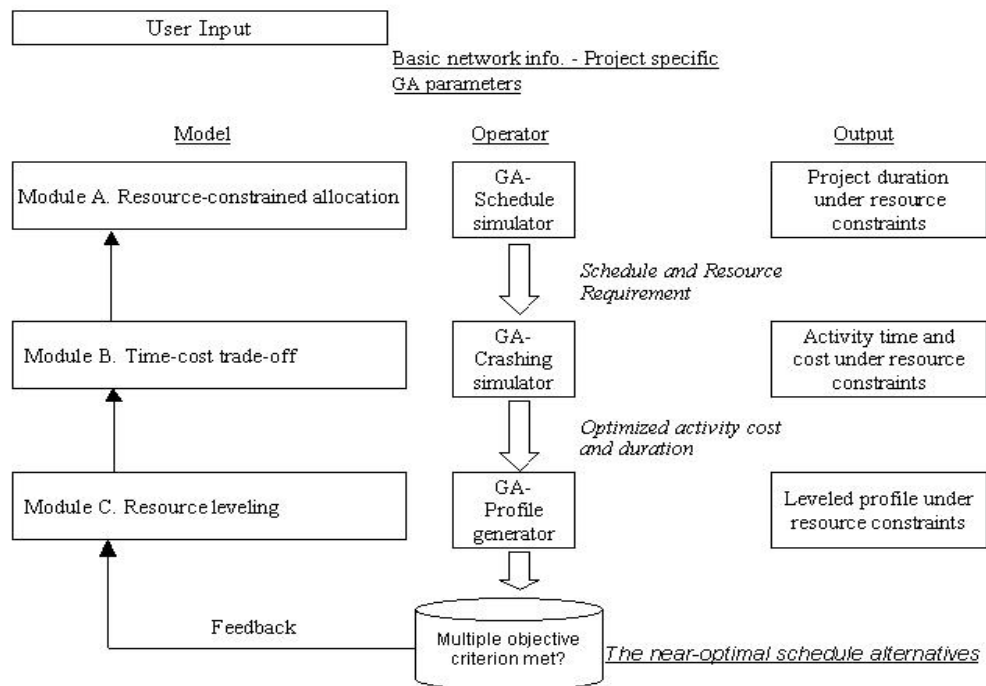 User Input
Basic network info. - Project specific
GA parameters
Model
Operator
Output
Module A. Resource-constrained allocation
GA-
Schedule
simulator
Project duration
under resource
constraints
Schedule and Resource
Requirement
Module B. Time-cost trade-off
GA-
Crashing
simulator
Activity time and
cost under resource
constraints
Optimized activity cost
and duration
Module C. Resource leveling
GA-
Profile
generator
Leveled profile under
resource constraints
Feedback
Multiple objective
criterion met?
The near-optimal schedule alternatives